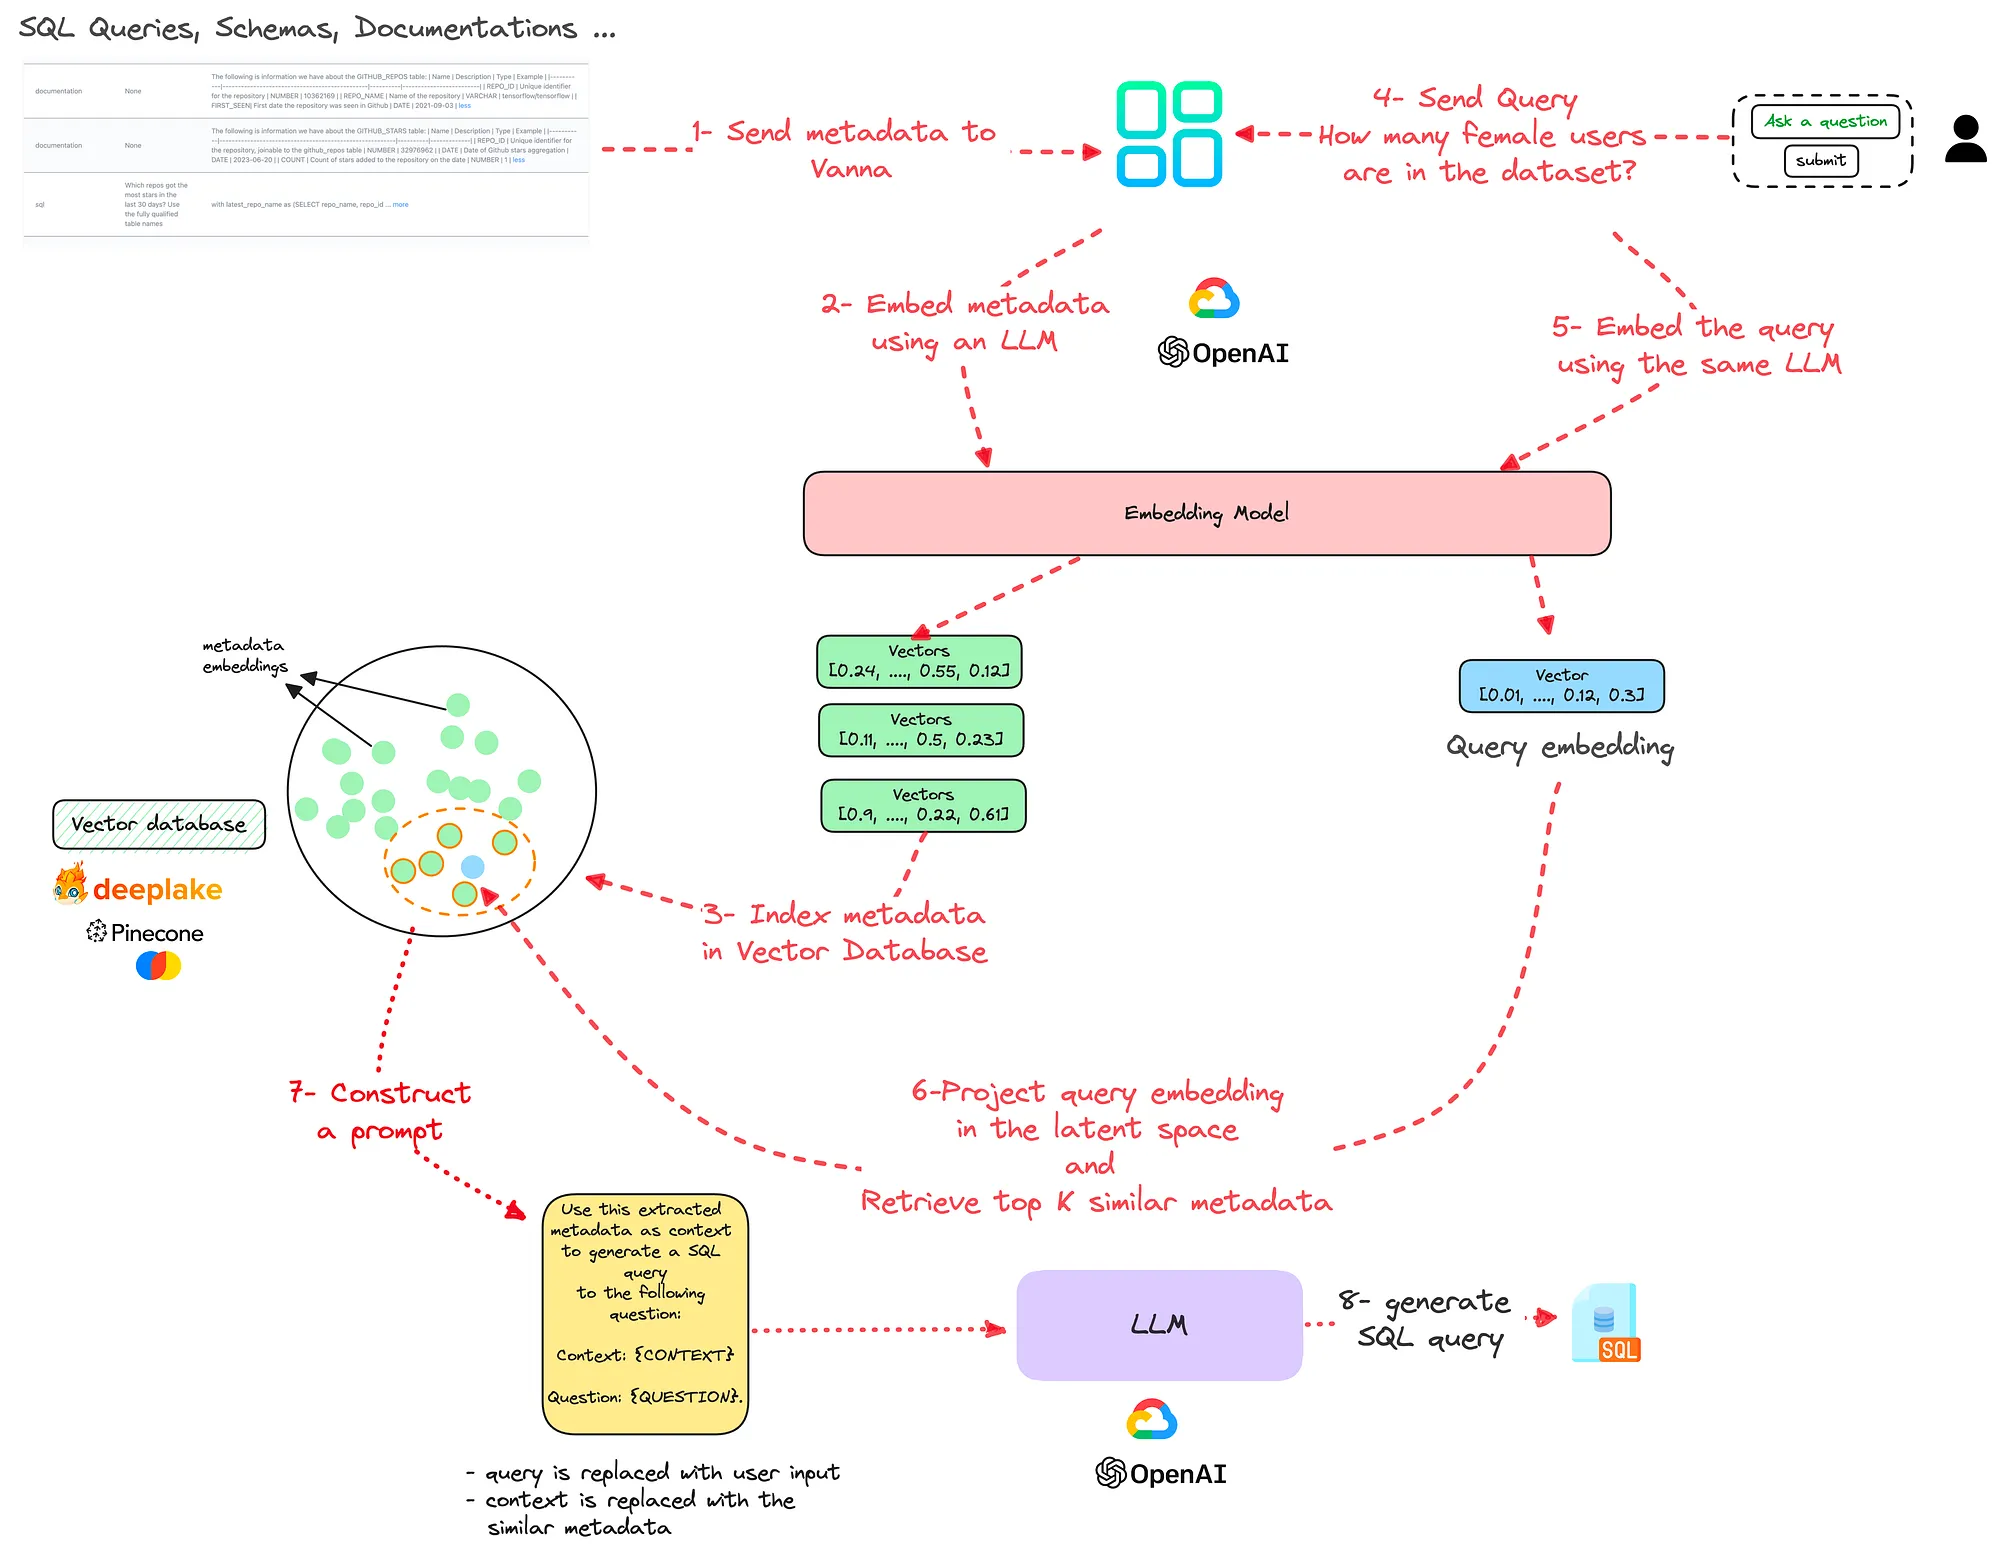 SQL Queries, Schemas, Documentations ...
documentation
None
The following is information we have about the GITHUB_REPOS table: | Name | Description | Type | Example | |--------
---|----------------------------------------------------|----------|--------------------------| | REPO_ID | Unique identifier
for the repository | NUMBER | 10362169 | | REPO_NAME | Name of the repository | VARCHAR | tensorflow/tensorflow | |
FIRST_SEEN| First date the repository was seen in Github | DATE | 2021-09-03 | less
documentation
None
The following is information we have about the GITHUB_STARS table: | Name | Description | Type | Example | |--------
---|----------------------------------------------------------------|----------|-------------| | REPO_ID | Unique identifier for
the repository, joinable to the github_repos table | NUMBER | 32976962 | | DATE | Date of Github stars aggregation |
DATE | 2023-06-20 | | COUNT | Count of stars added to the repository on the date | NUMBER | 1 | less
sql
Which repos got the
most stars in the
last 30 days? Use
the fully qualified
table names
with latest_repo_name as (SELECT repo_name, repo_id ... more
1- Send metadata to
Vanna
4- Send Query
How many female users
are in the dataset?
Ask a question
submit
2- Embed metadata
using an LLM
OpenAI
5- Embed the query
using the same LLM
Embedding Model
metadata
embeddings
Vectors
[0.24, ...., 0.55, 0.12]
Vectors
[0.11, ...., 0.5, 0.23]
Vectors
[0.9, ...., 0.22, 0.61]
Vector
[0.01, ...., 0.12, 0.3]
Query embedding
Vector database
deeplake
Pinecone
3- Index metadata
in Vector Database
7- Construct
a prompt
6-Project query embedding
in the latent space
and
Retrieve top K similar metadata
Use this extracted
metadata as context
to generate a SQL
query
to the following
question:
Context: {CONTEXT}
Question: {QUESTION}.
LLM
8- generate
SQL query
SQL
OpenAI
- query is replaced with user input
- context is replaced with the
similar metadata